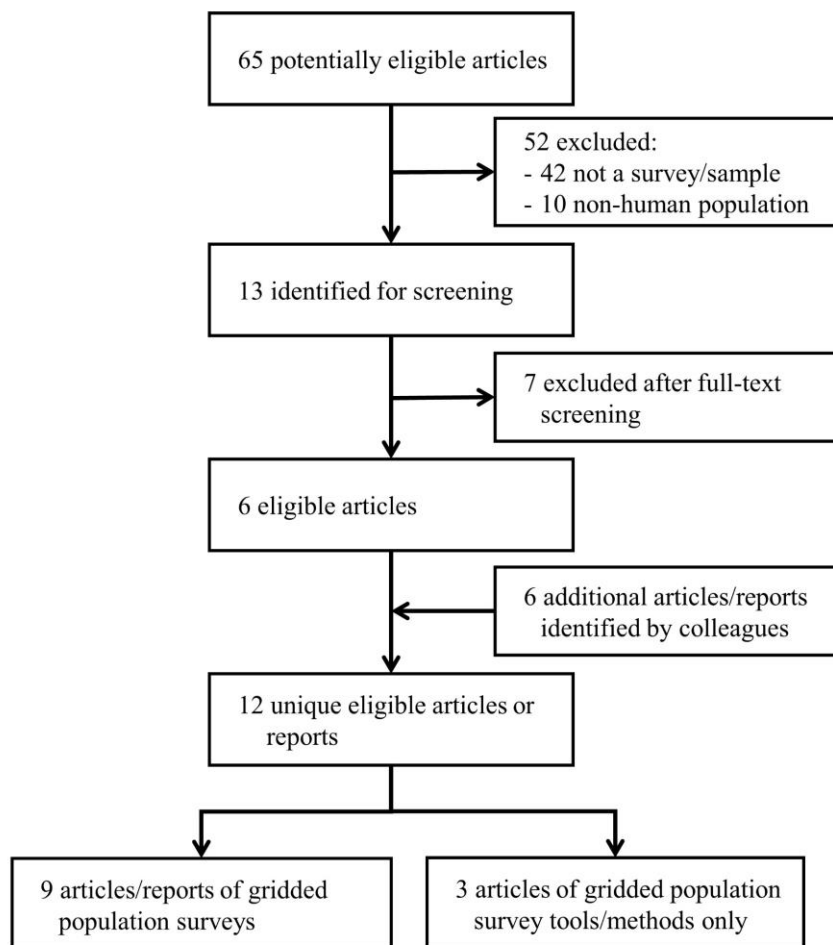 65 potentially eligible articles
52 excluded:
- 42 not a survey/sample
- 10 non-human population
13 identified for screening
7 excluded after full-text
screening
6 eligible articles
6 additional articles/reports
identified by colleagues
12 unique eligible articles or
reports
9 articles/reports of gridded
population surveys
3 articles of gridded population
survey tools/methods only